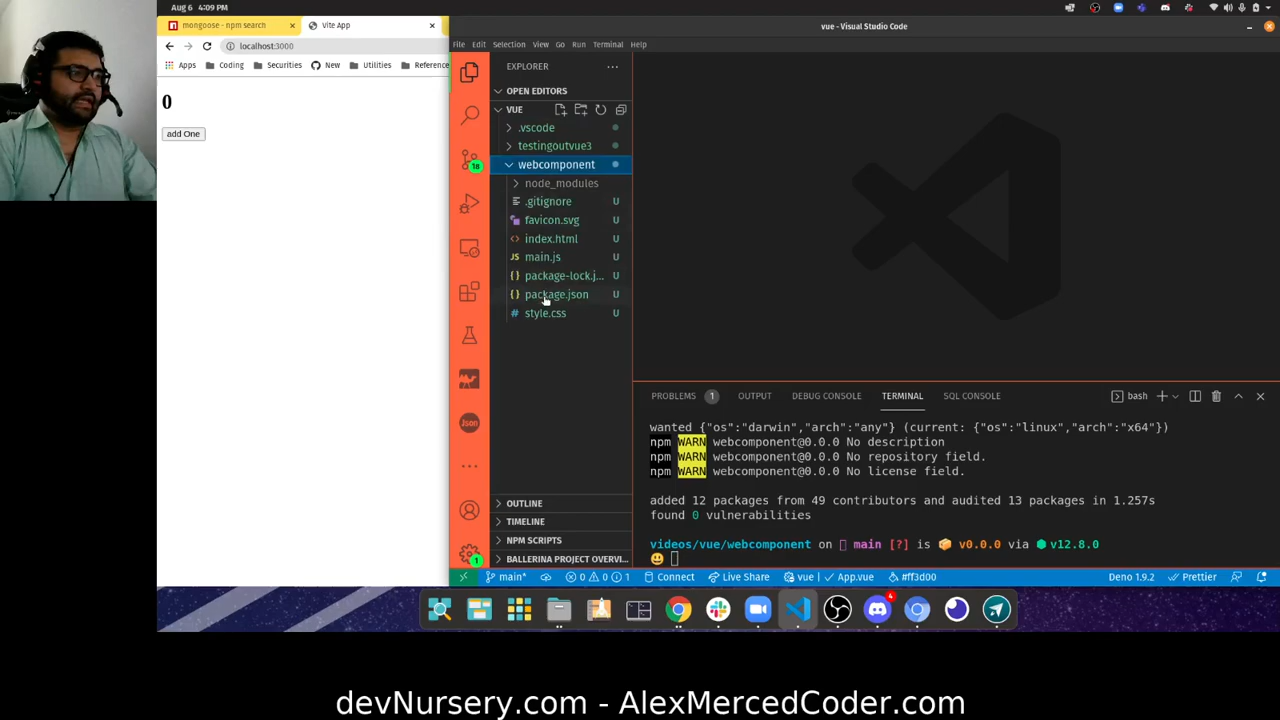 Aug 6 4:09 PM
mongoose - npm search
Vite App
localhost:3000
Apps Coding Securities New Utilities Reference
0
add One
vue - Visual Studio Code
File Edit Selection View Go Run Terminal Help
EXPLORER
OPEN EDITORS
VUE
.vscode
testingoutvue3
webcomponent
node_modules
.gitignore U
favicon.svg U
index.html U
JS main.js U
package-lock.j... U
package.json U
# style.css U
18
Json
1
OUTLINE
TIMELINE
NPM SCRIPTS
BALLERINA PROJECT OVERVI...
PROBLEMS 1 OUTPUT DEBUG CONSOLE TERMINAL SQL CONSOLE bash
wanted {"os":"darwin","arch":"any"} (current: {"os":"linux","arch":"x64"})
npm WARN webcomponent@0.0.0 No description
npm WARN webcomponent@0.0.0 No repository field.
npm WARN webcomponent@0.0.0 No license field.
added 12 packages from 49 contributors and audited 13 packages in 1.257s
found 0 vulnerabilities
videos/vue/webcomponent on main [?] is v0.0.0 via v12.8.0
main* 0 0 1 Connect Live Share vue App.vue #ff3d00 Deno 1.9.2 Prettier
4
devNursery.com - AlexMercedCoder.com